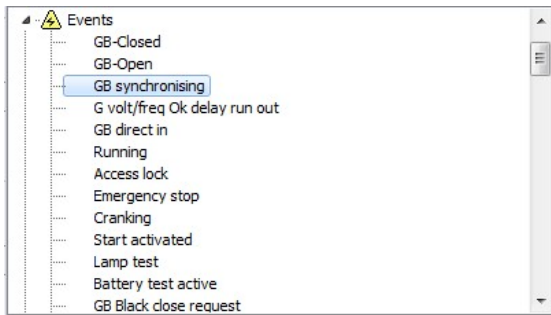 Events
GB-Closed
GB-Open
GB synchronising
G volt/freq Ok delay run out
GB direct in
Running
Access lock
Emergency stop
Cranking
Start activated
Lamp test
Battery test active
GB Black close request